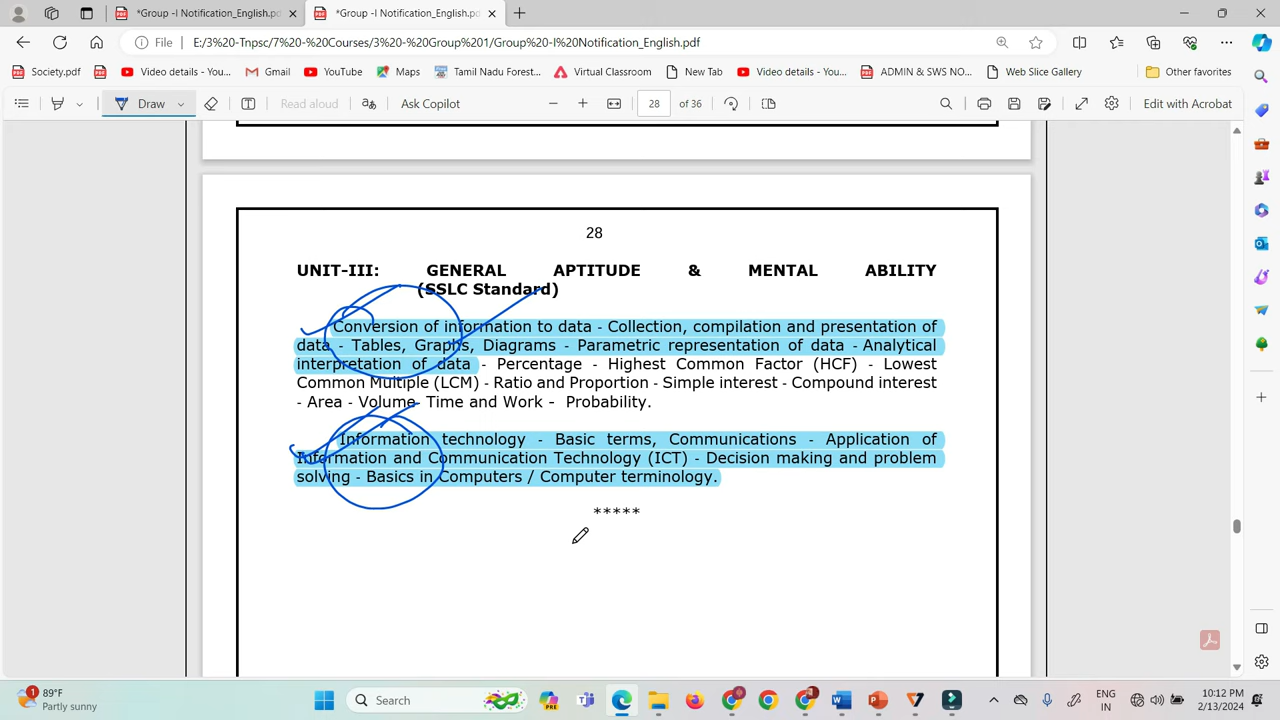 *Group -I Notification_English.pd
*Group -I Notification_English.pd
File
E:/3%20-Tnpsc/7%20-%20Courses/3%20-%20Group%201/Group-I%20Notification_English.pdf
Society.pdf
Video details - You...
Gmail
YouTube
Maps
Tamil Nadu Forest...
Virtual Classroom
New Tab
Video details - You...
ADMIN & SWS NO...
Web Slice Gallery
Other favorites
Draw
Read aloud
Ask Copilot
28 of 36
Edit with Acrobat
28
UNIT-III: GENERAL APTITUDE & MENTAL ABILITY
(SSLC Standard)
Conversion of information to data - Collection, compilation and presentation of
data - Tables, Graphs, Diagrams - Parametric representation of data - Analytical
interpretation of data - Percentage - Highest Common Factor (HCF) - Lowest
Common Multiple (LCM) - Ratio and Proportion - Simple interest - Compound interest
- Area - Volume- Time and Work - Probability.
Information technology - Basic terms, Communications - Application of
Information and Communication Technology (ICT) - Decision making and problem
solving - Basics in Computers / Computer terminology.
*****
1
89°F
Partly sunny
Search
PRE
ENG
IN
10:12 PM
2/13/2024